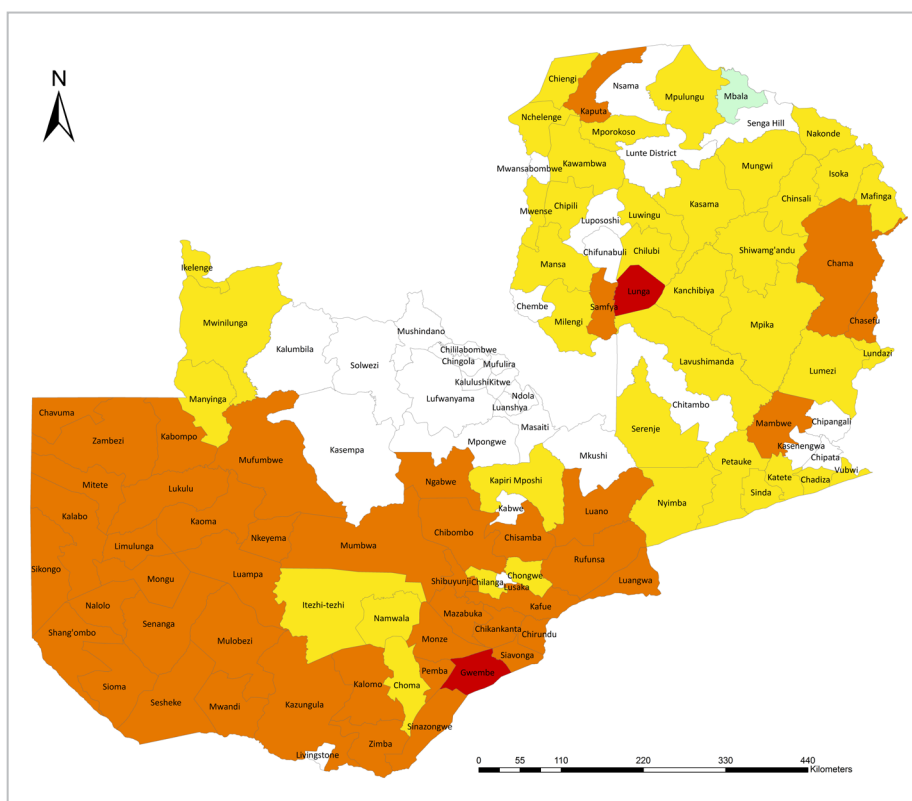 N
Chiengi
Nsama
Kaputa
Mpulungu
Mbala
Nchelenge
Mporokoso
Senga Hill
Nakonde
Lunte District
Mwansabombwe
Kawambwa
Mungwi
Isoka
Mafinga
Mwense
Chipili
Kasama
Chinsali
Luwingu
Lupososhi
Chifunabuli
Chilubi
Shiwamg'andu
Chama
Mansa
Ikelenge
Lunga
Kanchibiya
Chembe
Samfya
Milengi
Chasefu
Mwinilunga
Mushindano
Kalumbila
Mpika
Chililabombwe
Lundazi
Solwezi
Chingola
Mufulira
Lavushimanda
Lumezi
Kalulushi
Kitwe
Manyinga
Lufwanyama
Ndola
Luanshya
Chitambo
Chavuma
Masaiti
Mambwe
Chipangali
Zambezi
Kabompo
Serenje
Mpongwe
Kasenengwa
Kasempa
Mkushi
Chipata
Mufumbwe
Petauke
Vubwi
Mitete
Lukulu
Ngabwe
Kapiri Mposhi
Katete
Chadiza
Sinda
Nyimba
Kabwe
Luano
Kalabo
Kaoma
Nkeyema
Chibombo
Chisamba
Limulunga
Mumbwa
Rufunsa
Sikongo
Mongu
Luampa
Shibuyunji
Chilanga
Chongwe
Lusaka
Luangwa
Nalolo
Itezhi-tezhi
Kafue
Senanga
Namwala
Mazabuka
Chikankanta
Shang'ombo
Mulobezi
Monze
Chirundu
Siavonga
Pemba
Gwembe
Sioma
Kalomo
Choma
Sesheke
Mwandi
Kazungula
Sinazongwe
Zimba
Livingstone
0 55 110 220 330 440
Kilometers